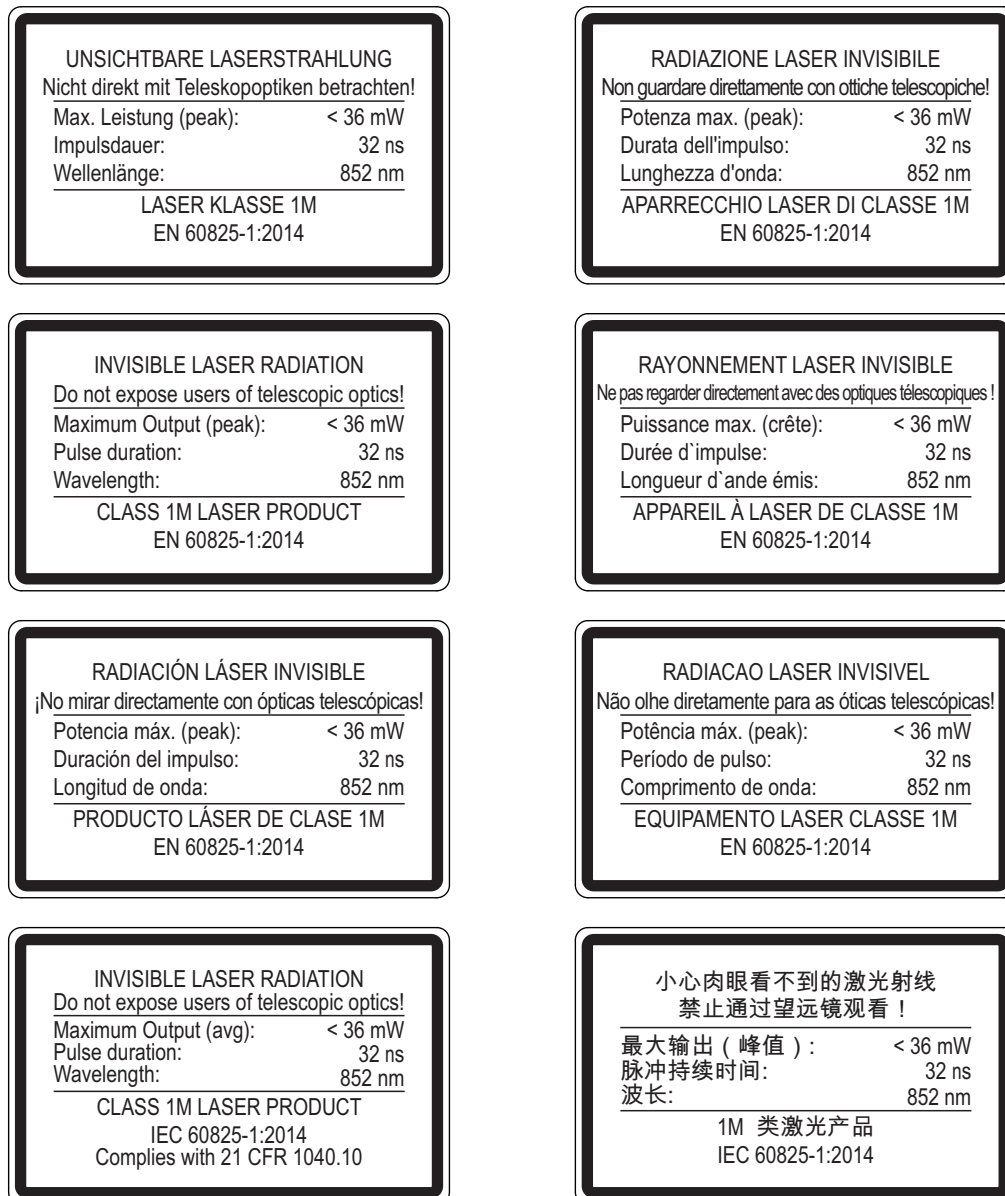 UNSICHTBARE LASERSTRAHLUNG
Nicht direkt mit Teleskopoptiken betrachten!
Max. Leistung (peak): < 36 mW
Impulsdauer: 32 ns
Wellenlänge: 852 nm
LASER KLASSE 1M
EN 60825-1:2014
RADIAZIONE LASER INVISIBILE
Non guardare direttamente con ottiche telescopiche!
Potenza max. (peak): < 36 mW
Durata dell'impulso: 32 ns
Lunghezza d'onda: 852 nm
APARRECCHIO LASER DI CLASSE 1M
EN 60825-1:2014
INVISIBLE LASER RADIATION
Do not expose users of telescopic optics!
Maximum Output (peak): < 36 mW
Pulse duration: 32 ns
Wavelength: 852 nm
CLASS 1M LASER PRODUCT
EN 60825-1:2014
RAYONNEMENT LASER INVISIBLE
Ne pas regarder directement avec des optiques télescopiques !
Puissance max. (crête): < 36 mW
Durée d`impulse: 32 ns
Longueur d`ande émis: 852 nm
APPAREIL À LASER DE CLASSE 1M
EN 60825-1:2014
RADIACIÓN LÁSER INVISIBLE
¡No mirar directamente con ópticas telescópicas!
Potencia máx. (peak): < 36 mW
Duración del impulso: 32 ns
Longitud de onda: 852 nm
PRODUCTO LÁSER DE CLASE 1M
EN 60825-1:2014
RADIACAO LASER INVISIVEL
Não olhe diretamente para as óticas telescópicas!
Potência máx. (peak): < 36 mW
Período de pulso: 32 ns
Comprimento de onda: 852 nm
EQUIPAMENTO LASER CLASSE 1M
EN 60825-1:2014
INVISIBLE LASER RADIATION
Do not expose users of telescopic optics!
Maximum Output (avg): < 36 mW
Pulse duration: 32 ns
Wavelength: 852 nm
CLASS 1M LASER PRODUCT
IEC 60825-1:2014
Complies with 21 CFR 1040.10
小心肉眼看不到的激光射线
禁止通过望远镜观看！
最大输出（峰值）: < 36 mW
脉冲持续时间: 32 ns
波长: 852 nm
1M 类激光产品
IEC 60825-1:2014